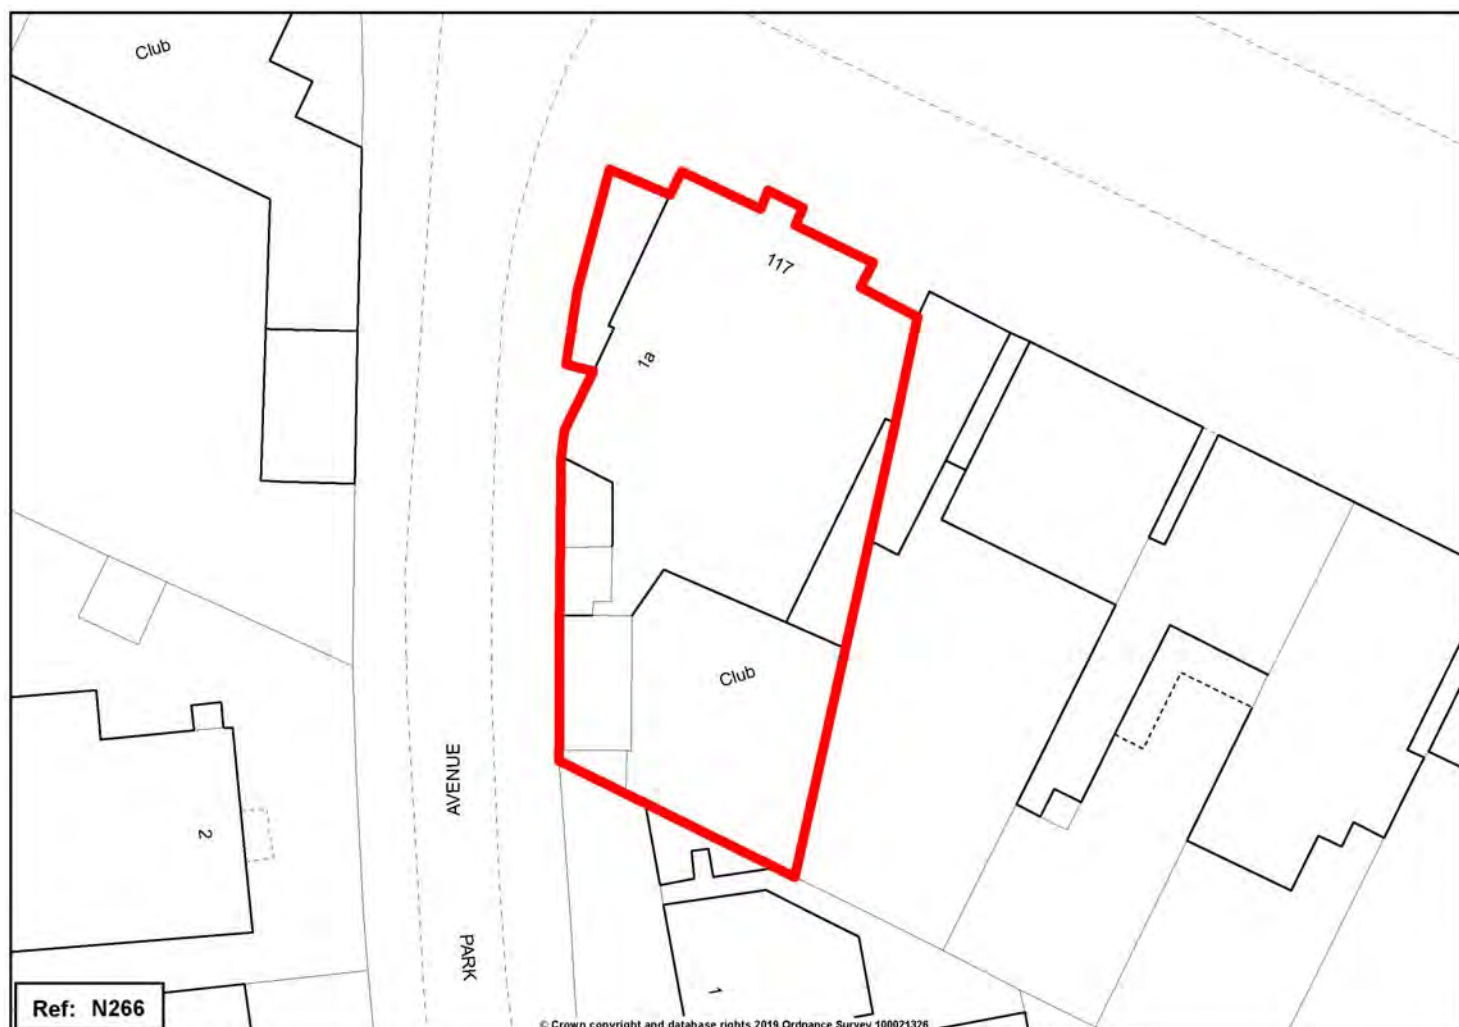 Club
117
1a
Club
AVENUE
2
PARK
1
Ref: N266
© Crown copyright and database rights 2019 Ordnance Survey 100021326